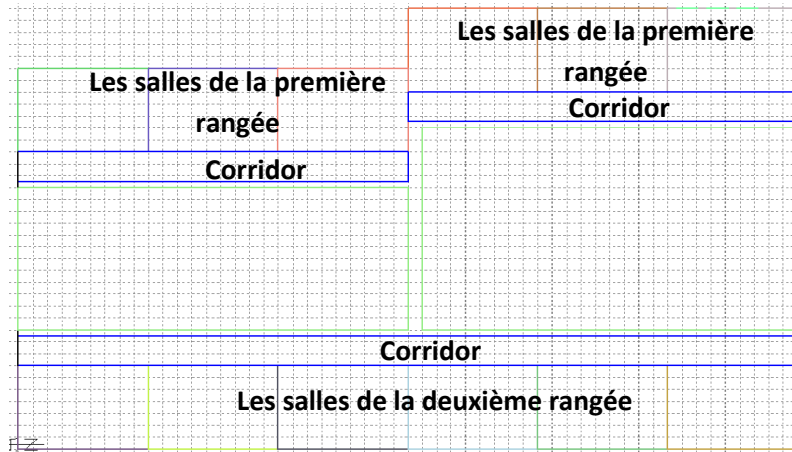 Les salles de la première
rangée
Corridor
Les salles de la première
rangée
Corridor
Corridor
Les salles de la deuxième rangée